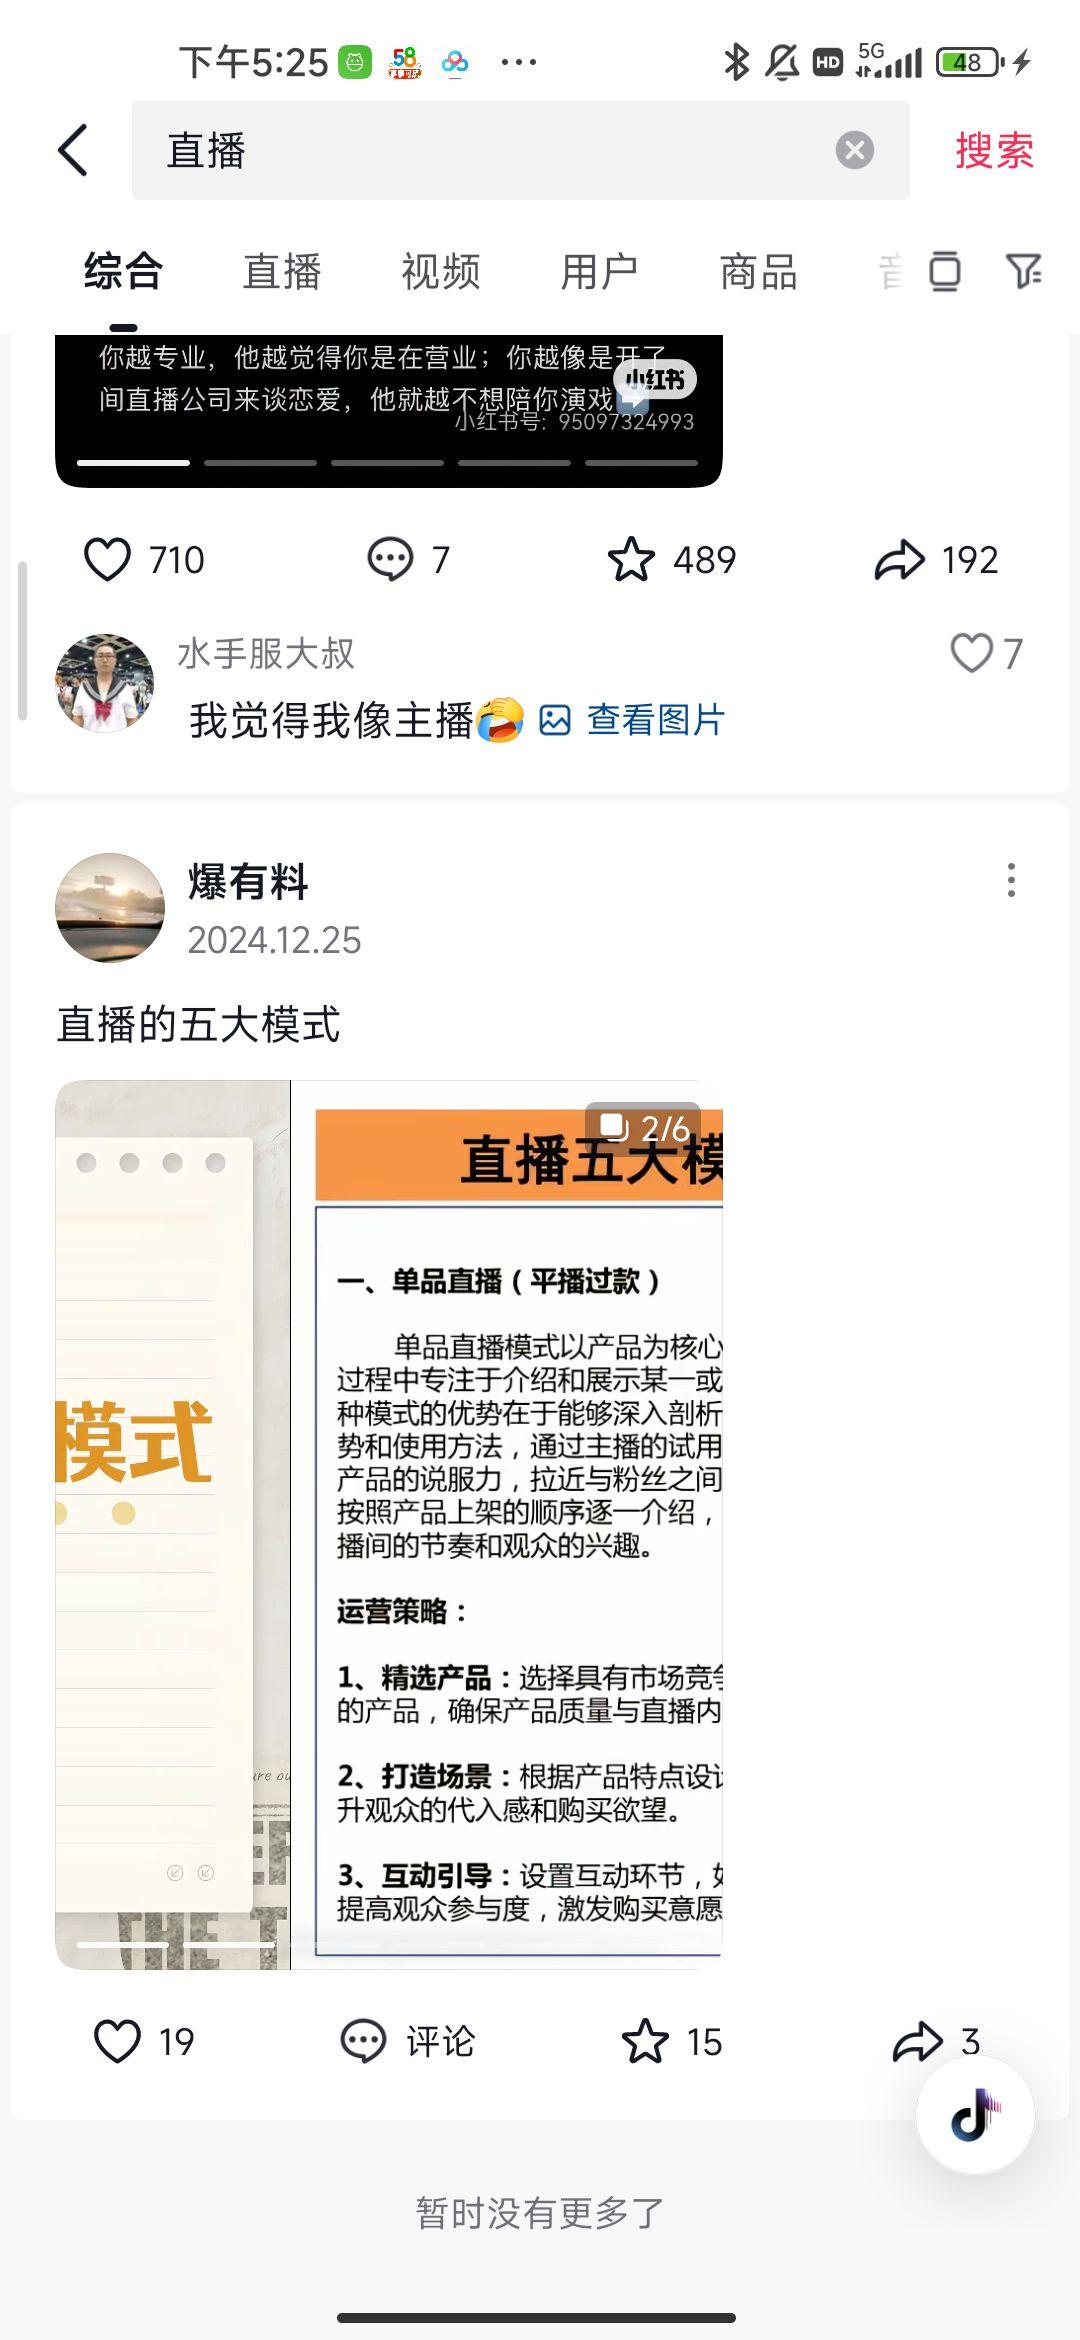 下午5:25
58
HD
5G
48
直播
搜索
综合
直播
视频
用户
商品
你越专业，他越觉得你是在营业；你越像是开了
间直播公司来谈恋爱，他就越不想陪你演戏
小红书
小红书号: 95097324993
710
7
489
192
水手服大叔
7
我觉得我像主播
查看图片
爆有料
2024.12.25
直播的五大模式
2/6
直播五大模
模式
一、单品直播（平播过款）
单品直播模式以产品为核心
过程中专注于介绍和展示某一或
种模式的优势在于能够深入剖析
势和使用方法，通过主播的试用
产品的说服力，拉近与粉丝之间
按照产品上架的顺序逐一介绍，
播间的节奏和观众的兴趣。
运营策略：
1、精选产品：选择具有市场竞争
的产品，确保产品质量与直播内
2、打造场景：根据产品特点设计
升观众的代入感和购买欲望。
3、互动引导：设置互动环节，如
提高观众参与度，激发购买意愿
19
评论
15
3
暂时没有更多了